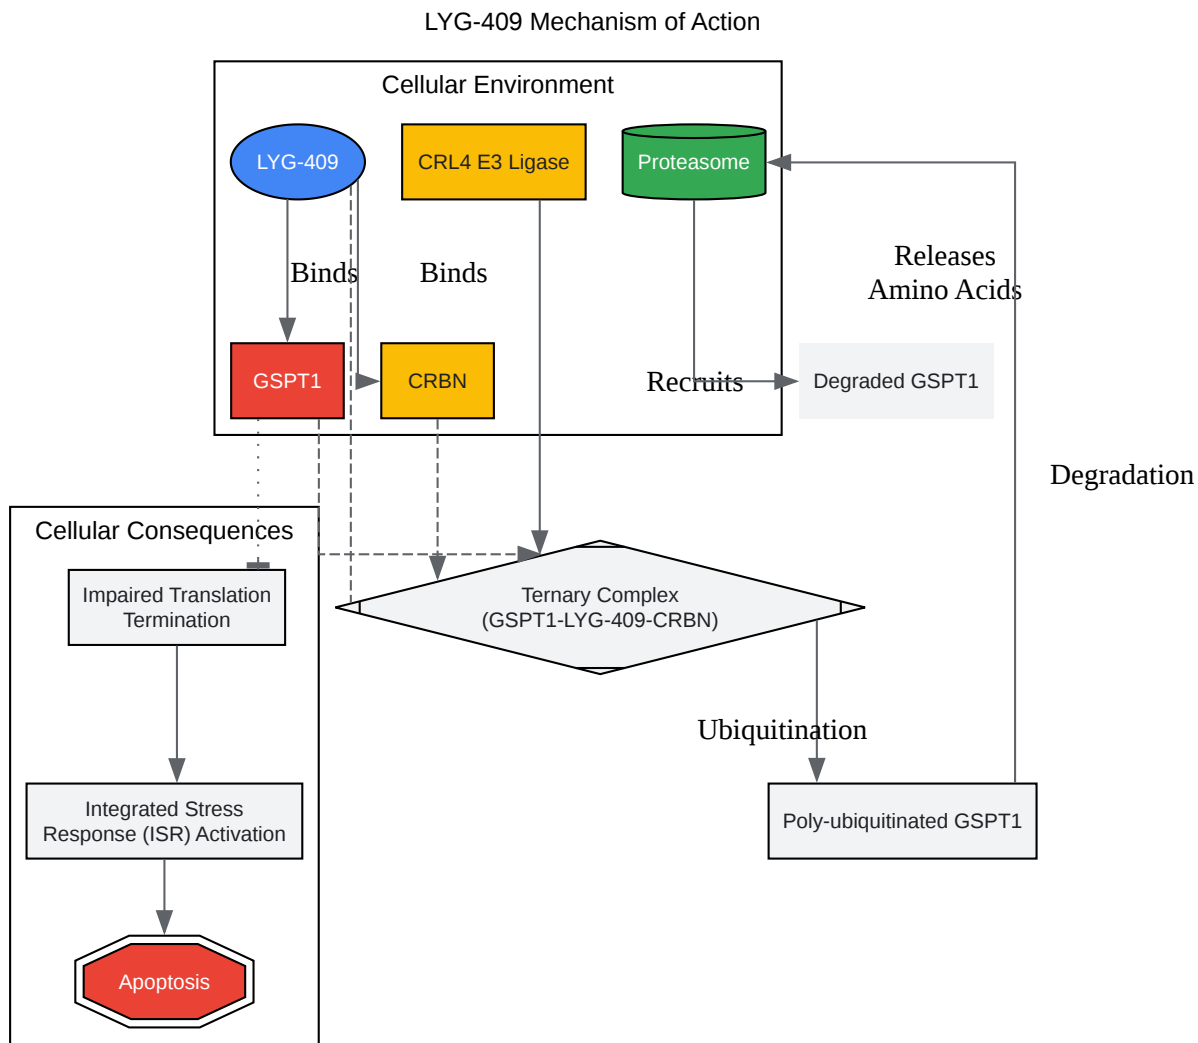 LYG-409 Mechanism of Action
Cellular Environment
LYG-409
CRL4 E3 Ligase
Proteasome
Binds
Binds
Releases
Amino Acids
GSPT1
CRBN
Recruits
Degraded GSPT1
Degradation
Cellular Consequences
Impaired Translation
Termination
Ternary Complex
(GSPT1-LYG-409-CRBN)
Ubiquitination
Integrated Stress
Response (ISR) Activation
Poly-ubiquitinated GSPT1
Apoptosis